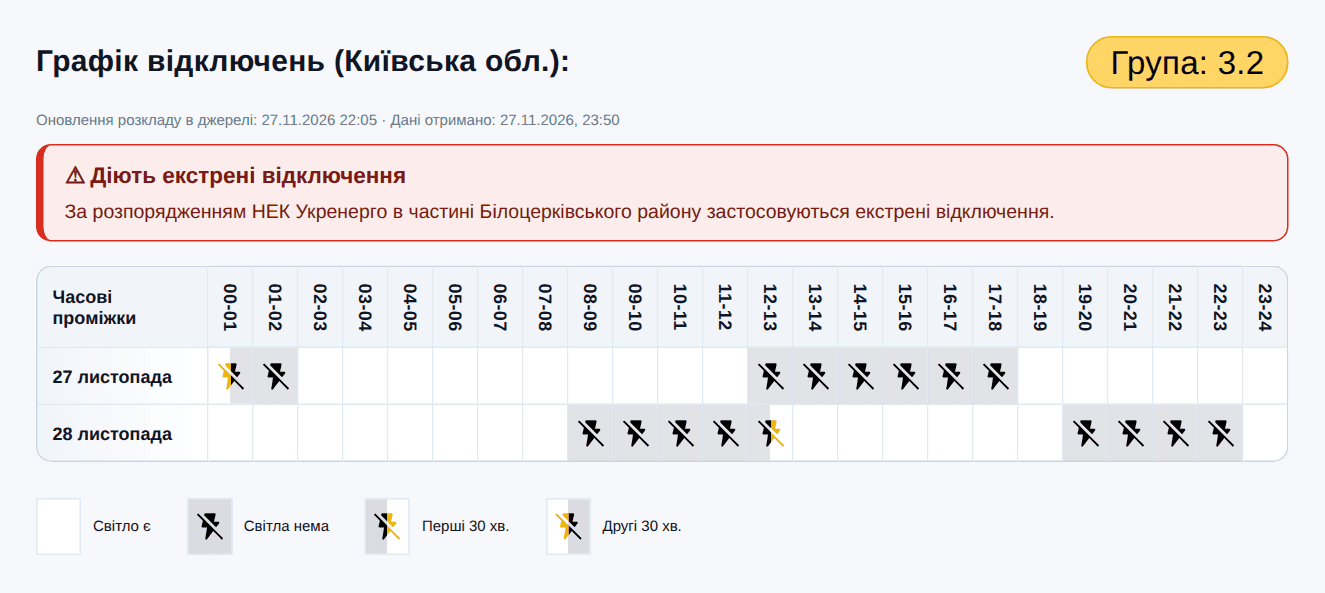 Графік відключень (Київська обл.):
Група: 3.2
Оновлення розкладу в джерелі: 27.11.2026 22:05 · Дані отримано: 27.11.2026, 23:50
⚠ Діють екстрені відключення
За розпорядженням НЕК Укренерго в частині Білоцерківського району застосовуються екстрені відключення.
Часові
проміжки
00-01 01-02 02-03 03-04 04-05 05-06 06-07 07-08 08-09 09-10 10-11 11-12 12-13 13-14 14-15 15-16 16-17 17-18 18-19 19-20 20-21 21-22 22-23 23-24
27 листопада
28 листопада
Світло є
Світла нема
Перші 30 хв.
Другі 30 хв.